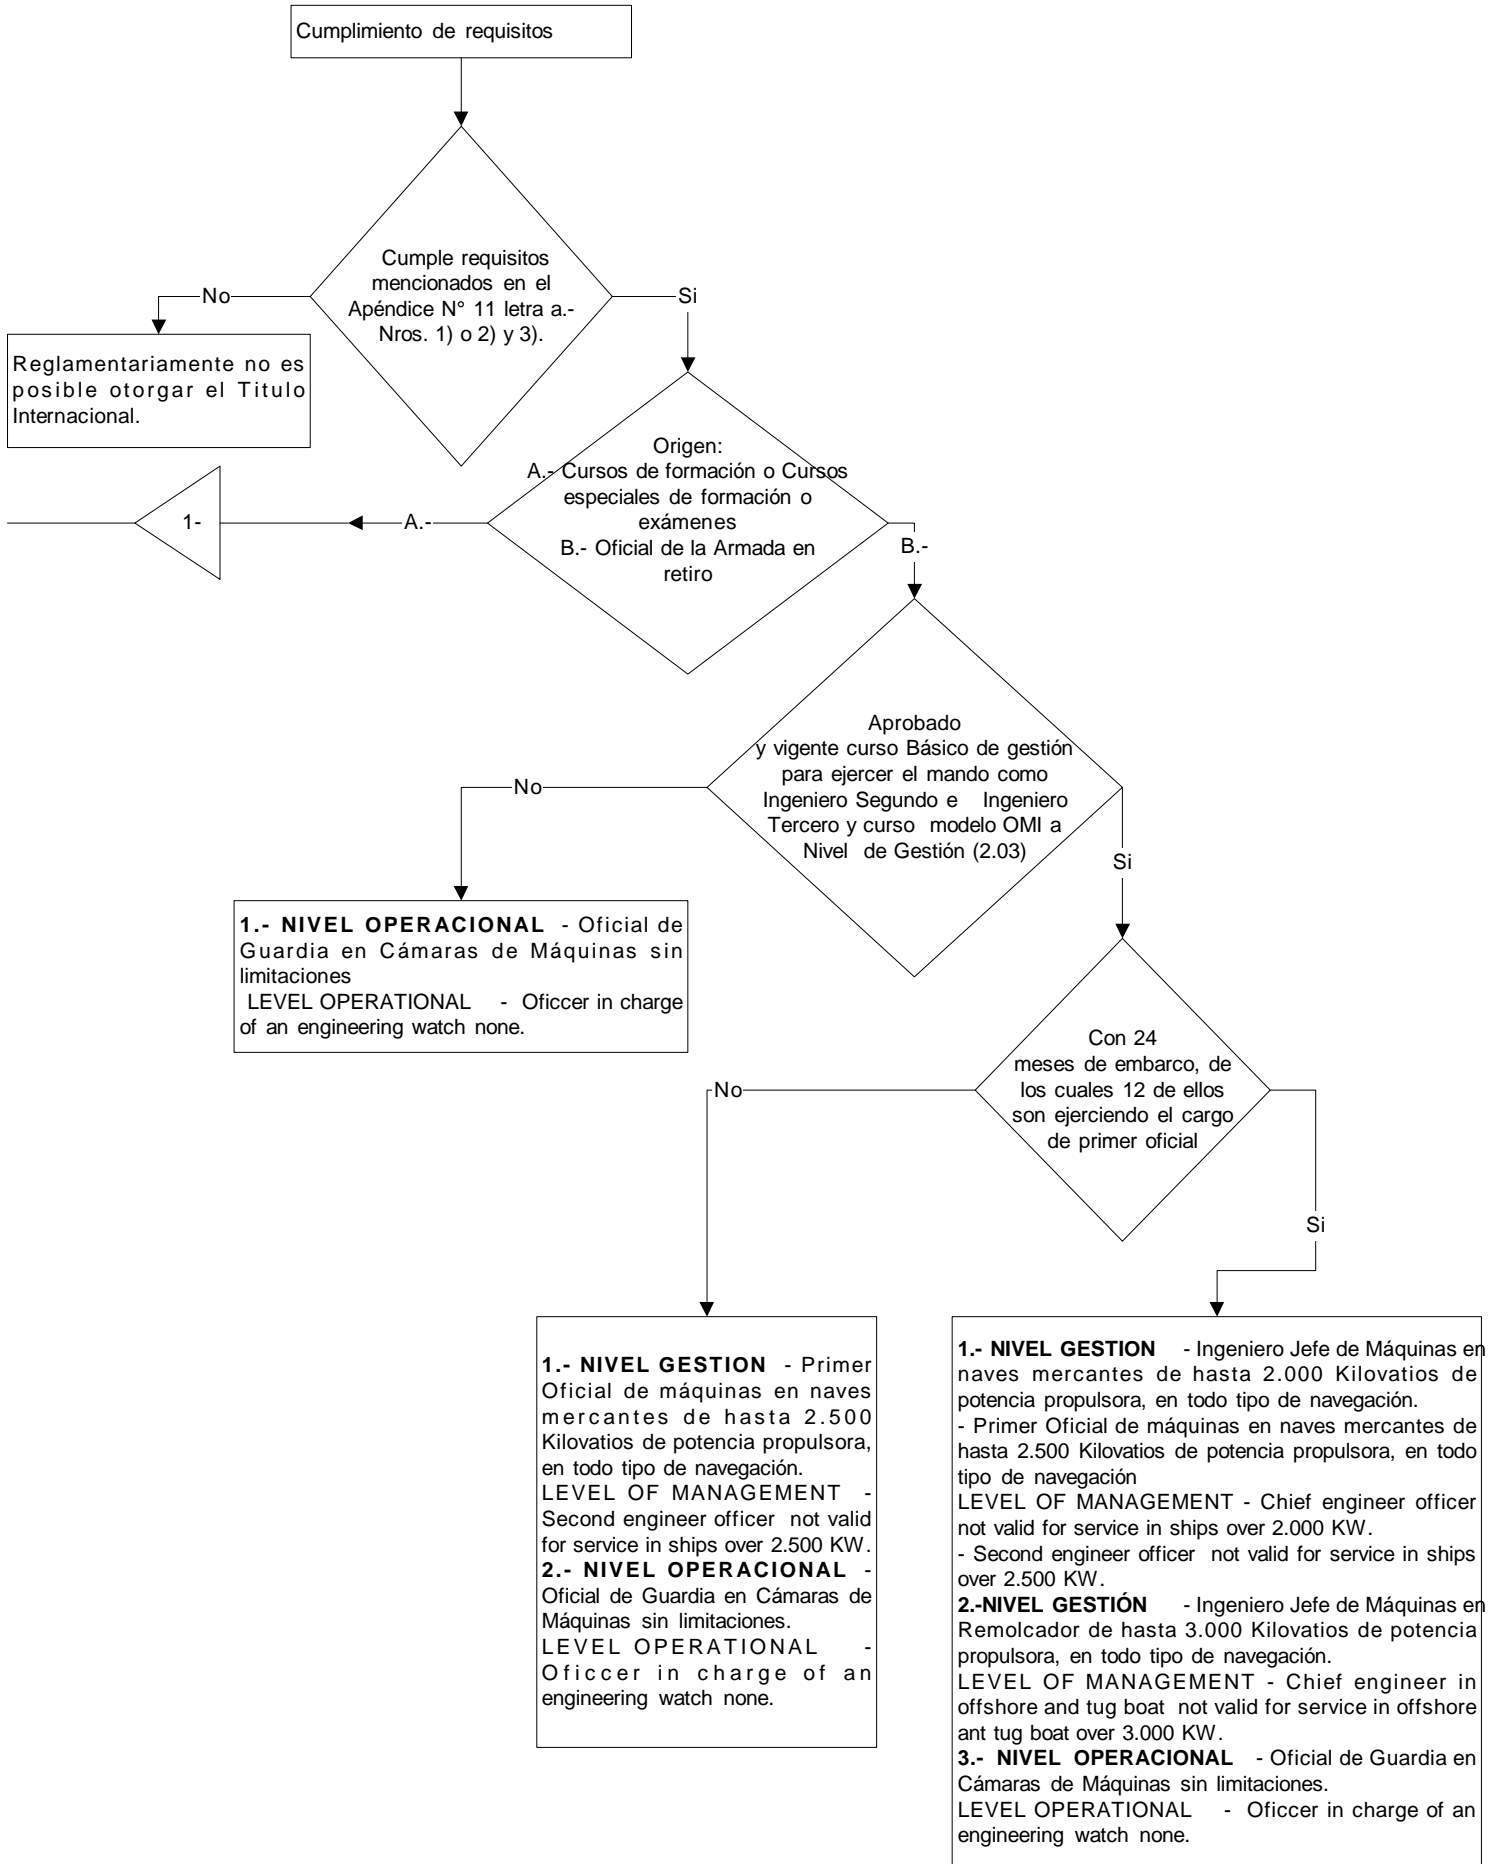 Cumplimiento de requisitos
Cumple requisitos
mencionados en el
Apéndice N° 11 letra a.-
Nros. 1) o 2) y 3).
No
Si
Reglamentariamente no es
posible otorgar el Titulo
Internacional.
Origen:
A.- Cursos de formación o Cursos
especiales de formación o
exámenes
B.- Oficial de la Armada en
retiro
1-
A.-
B.-
Aprobado
y vigente curso Básico de gestión
para ejercer el mando como
Ingeniero Segundo e Ingeniero
Tercero y curso modelo OMI a
Nivel de Gestión (2.03)
No
Si
1.- NIVEL OPERACIONAL - Oficial de
Guardia en Cámaras de Máquinas sin
limitaciones
LEVEL OPERATIONAL - Oficcer in charge
of an engineering watch none.
Con 24
meses de embarco, de
los cuales 12 de ellos
son ejerciendo el cargo
de primer oficial
No
Si
1.- NIVEL GESTION - Primer
Oficial de máquinas en naves
mercantes de hasta 2.500
Kilovatios de potencia propulsora,
en todo tipo de navegación.
LEVEL OF MANAGEMENT -
Second engineer officer not valid
for service in ships over 2.500 KW.
2.- NIVEL OPERACIONAL -
Oficial de Guardia en Cámaras de
Máquinas sin limitaciones.
LEVEL OPERATIONAL -
Oficcer in charge of an
engineering watch none.
1.- NIVEL GESTION - Ingeniero Jefe de Máquinas en
naves mercantes de hasta 2.000 Kilovatios de
potencia propulsora, en todo tipo de navegación.
- Primer Oficial de máquinas en naves mercantes de
hasta 2.500 Kilovatios de potencia propulsora, en todo
tipo de navegación
LEVEL OF MANAGEMENT - Chief engineer officer
not valid for service in ships over 2.000 KW.
- Second engineer officer not valid for service in ships
over 2.500 KW.
2.-NIVEL GESTIÓN - Ingeniero Jefe de Máquinas en
Remolcador de hasta 3.000 Kilovatios de potencia
propulsora, en todo tipo de navegación.
LEVEL OF MANAGEMENT - Chief engineer in
offshore and tug boat not valid for service in offshore
ant tug boat over 3.000 KW.
3.- NIVEL OPERACIONAL - Oficial de Guardia en
Cámaras de Máquinas sin limitaciones.
LEVEL OPERATIONAL - Oficcer in charge of an
engineering watch none.